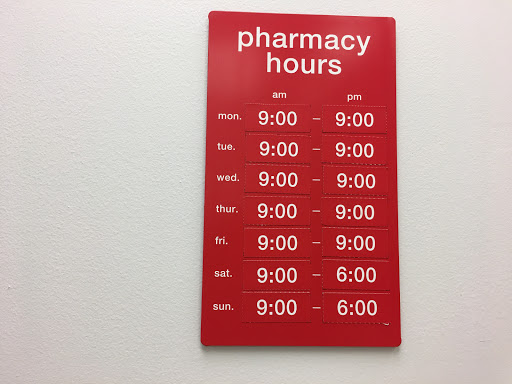 pharmacy
hours
am pm
mon. 9:00 – 9:00
tue. 9:00 – 9:00
wed. 9:00 – 9:00
thur. 9:00 – 9:00
fri. 9:00 – 9:00
sat. 9:00 – 6:00
sun. 9:00 – 6:00